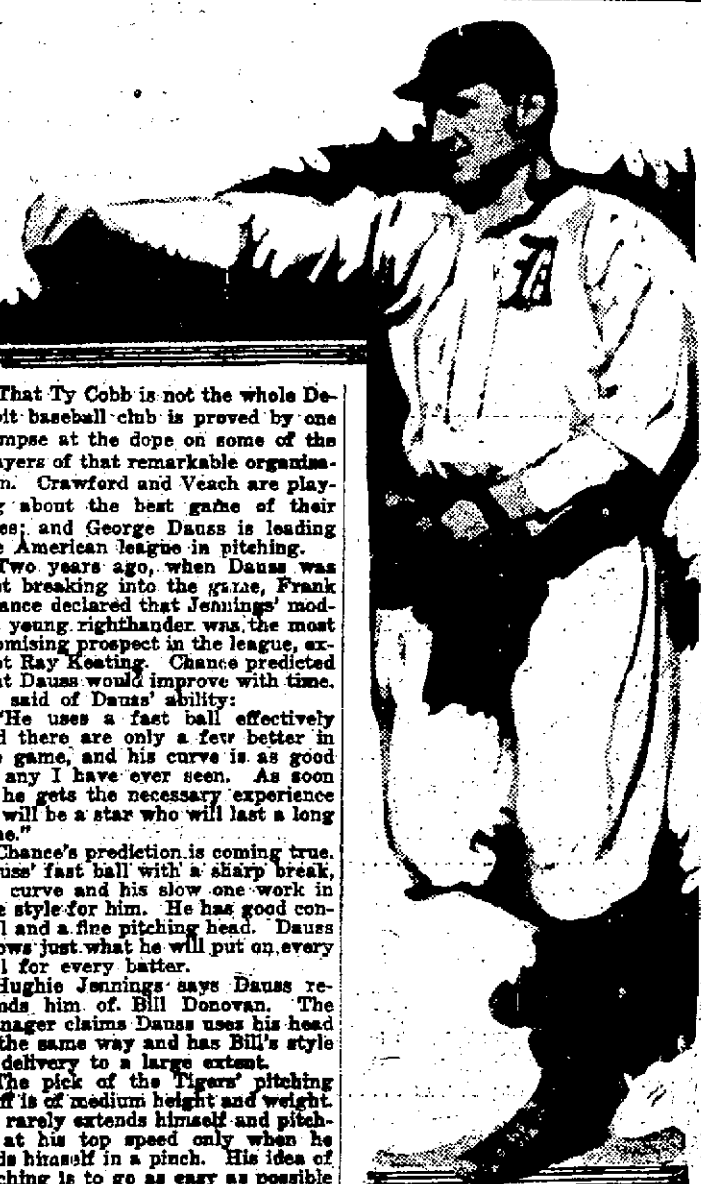 That Ty Cobb is not the whole De-
oit baseball club is proved by one
mpse at the dope on some of the
ayers of that remarkable organiza-
n. Crawford and Veach are play-
g about the best game of their
es; and George Dauss is leading
e American league in pitching.
Two years ago, when Dauss was
t breaking into the game, Frank
ance declared that Jennings' mod-
young righthander was the most
omising prospect in the league, ex-
t Ray Keating. Chance predicted
at Dauss would improve with time.
said of Dauss' ability:
"He uses a fast ball effectively
d there are only a few better in
e game, and his curve is as good
any I have ever seen. As soon
he gets the necessary experience
will be a star who will last a long
ne."
Chance's prediction is coming true.
uss' fast ball with a sharp break,
curve and his slow one work in
e style for him. He has good con-
l and a fine pitching head. Dauss
ows just what he will put on every
l for every batter.
Hughie Jennings says Dauss re-
nds him of Bill Donovan. The
nager claims Dauss uses his head
the same way and has Bill's style
delivery to a large extent.
The pick of the Tigers' pitching
ff is of medium height and weight.
rarely extends himself and pitch-
at his top speed only when he
ds himself in a pinch. His idea of
ching is to go as easy as possible